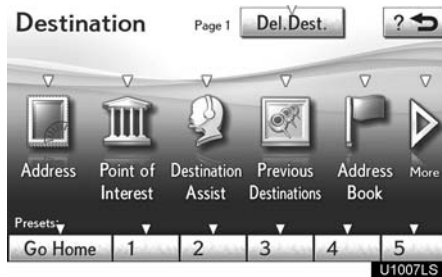 Destination Page 1 Del.Dest. ?
Address Point of Interest Destination Assist Previous Destinations Address Book More
Presets:
Go Home 1 2 3 4 5
U1007LS